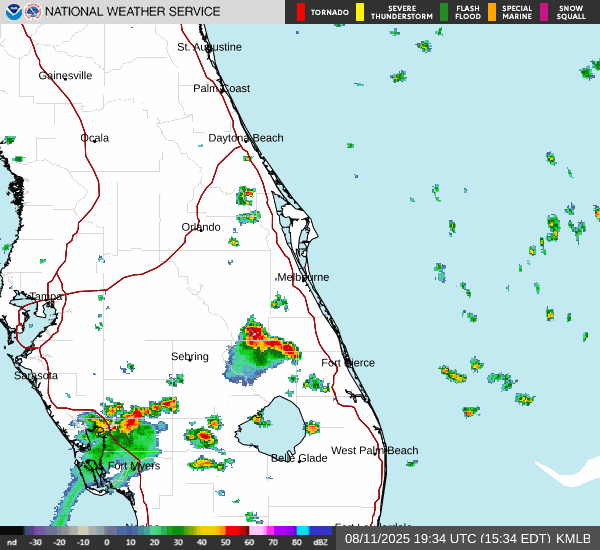 NATIONAL WEATHER SERVICE
TORNADO
SEVERE THUNDERSTORM
FLASH FLOOD
SPECIAL MARINE
SNOW SQUALL
St. Augustine
Gainesville
Palm Coast
Ocala
Daytona Beach
Orlando
Melbourne
Tampa
Sebring
Fort Pierce
Sarasota
West Palm Beach
Belle Glade
Fort Myers
Fort Lauderdale
nd -30 -20 -10 0 10 20 30 40 50 60 70 80 dBZ
08/11/2025 19:34 UTC (15:34 EDT) KMLB